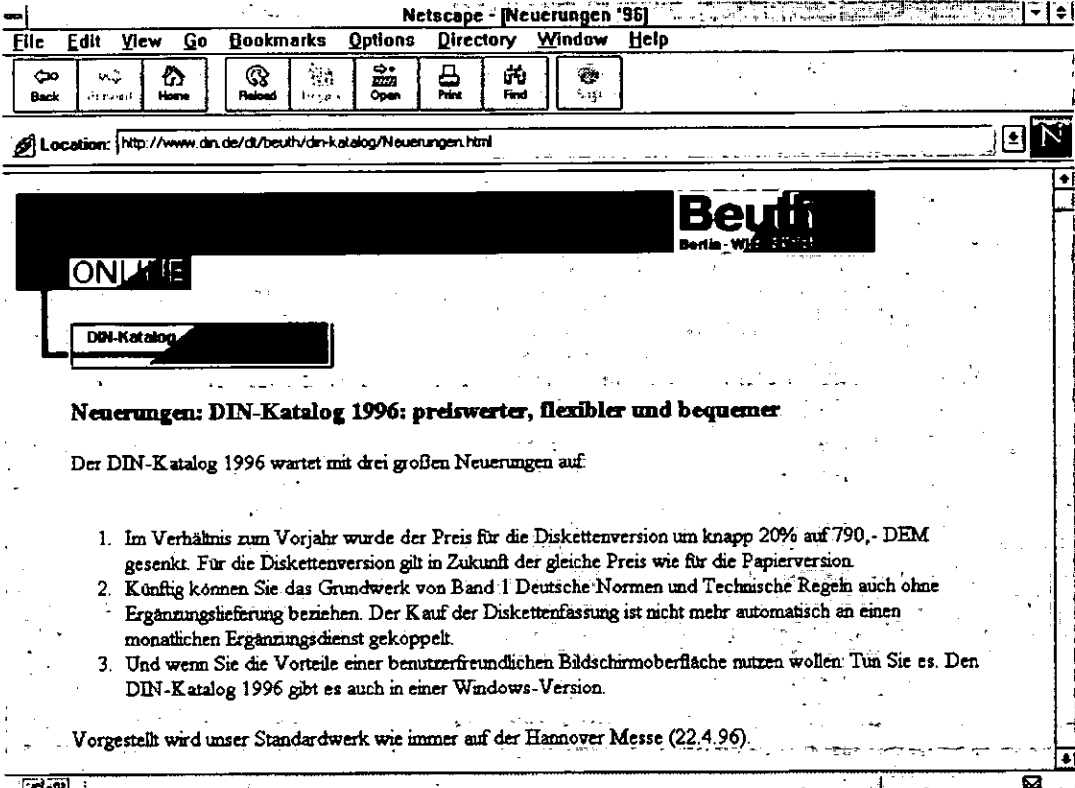 Netscape - [Neuerungen '96]
File Edit View Go Bookmarks Options Directory Window Help
Back Forward Home Reload Images Open Print Find Stop
Location: http://www.din.de/dt/beuth/din-katalog/Neuerungen.html
Beuth
Berlin - Wien
ONLINE
DIN-Katalog
Neuerungen: DIN-Katalog 1996: preiswerter, flexibler und bequemer
Der DIN-Katalog 1996 wartet mit drei großen Neuerungen auf:
1. Im Verhältnis zum Vorjahr wurde der Preis für die Diskettenversion um knapp 20% auf 790,- DEM
gesenkt. Für die Diskettenversion gilt in Zukunft der gleiche Preis wie für die Papierversion.
2. Künftig können Sie das Grundwerk von Band 1 Deutsche Normen und Technische Regeln auch ohne
Ergänzungslieferung beziehen. Der Kauf der Diskettenfassung ist nicht mehr automatisch an einen
monatlichen Ergänzungsdienst gekoppelt.
3. Und wenn Sie die Vorteile einer benutzerfreundlichen Bildschirmoberfläche nutzen wollen: Tun Sie es. Den
DIN-Katalog 1996 gibt es auch in einer Windows-Version.
Vorgestellt wird unser Standardwerk wie immer auf der Hannover Messe (22.4.96).